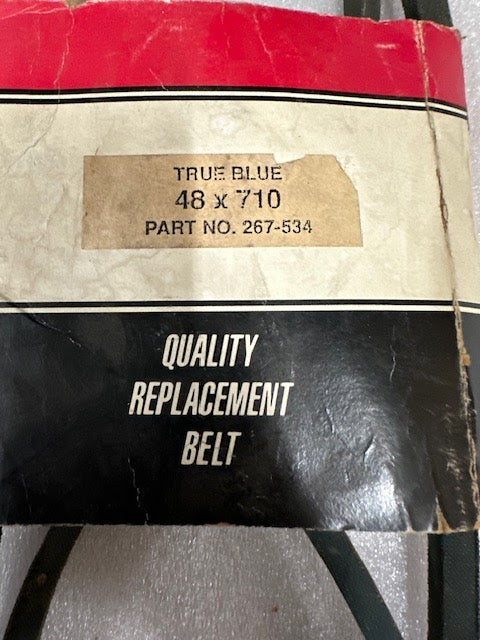 TRUE BLUE
48 x 710
PART NO. 267-534
QUALITY
REPLACEMENT
BELT